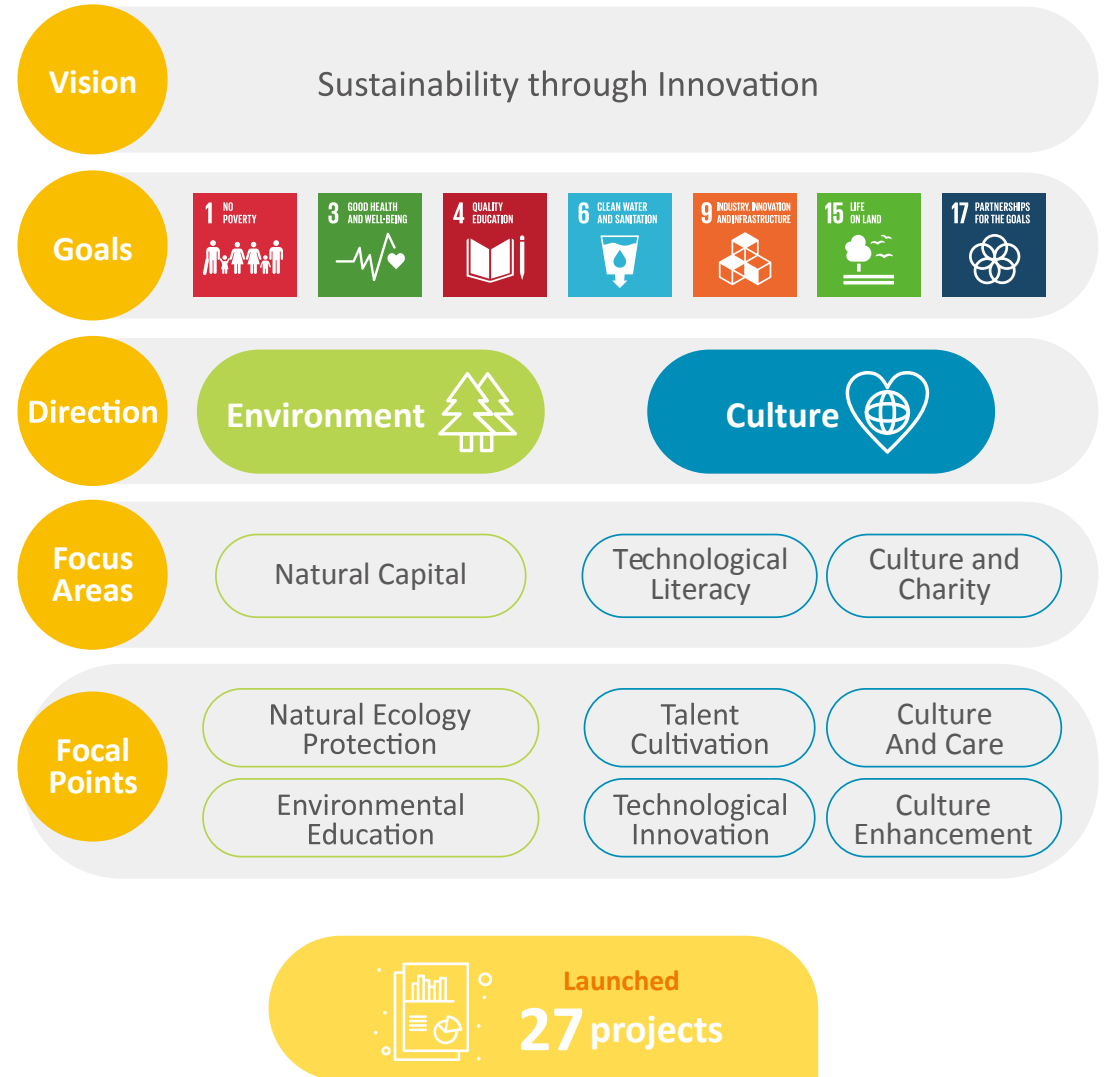 Vision
Sustainability through Innovation
Goals
1 NO
POVERTY
3 GOOD HEALTH
AND WELL-BEING
4 QUALITY
EDUCATION
6 CLEAN WATER
AND SANITATION
9 INDUSTRY, INNOVATION
AND INFRASTRUCTURE
15 LIFE
ON LAND
17 PARTNERSHIPS
FOR THE GOALS
Direction
Environment
Culture
Focus
Areas
Natural Capital
Technological
Literacy
Culture and
Charity
Focal
Points
Natural Ecology
Protection
Talent
Cultivation
Culture
And Care
Environmental
Education
Technological
Innovation
Culture
Enhancement
Launched
27 projects